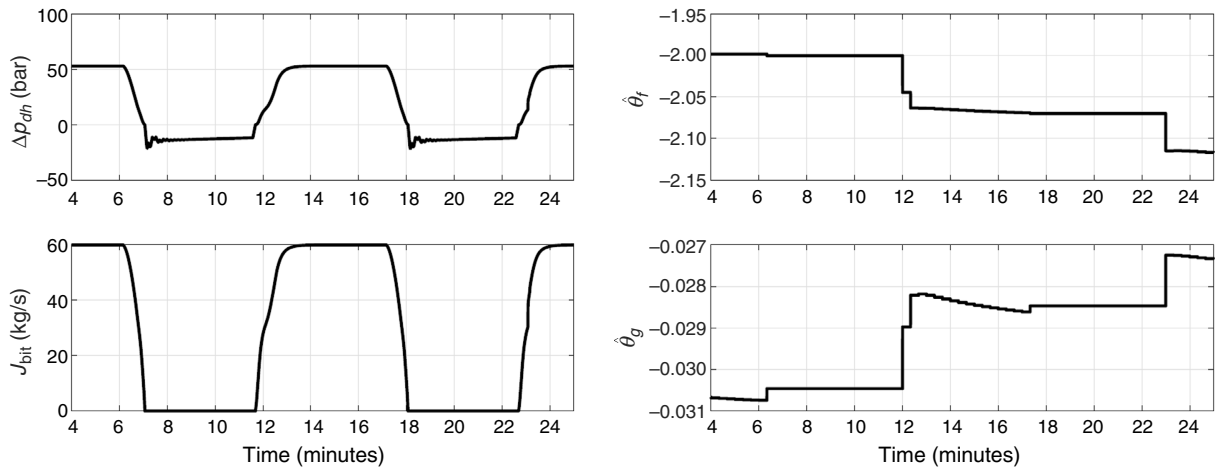 100
50
0
−50
Δp_dh (bar)
4 6 8 10 12 14 16 18 20 22 24
60
40
20
0
J_bit (kg/s)
4 6 8 10 12 14 16 18 20 22 24
Time (minutes)
−1.95
−2.00
−2.05
−2.10
−2.15
θ̂_f
4 6 8 10 12 14 16 18 20 22 24
−0.027
−0.028
−0.029
−0.030
−0.031
θ̂_g
4 6 8 10 12 14 16 18 20 22 24
Time (minutes)